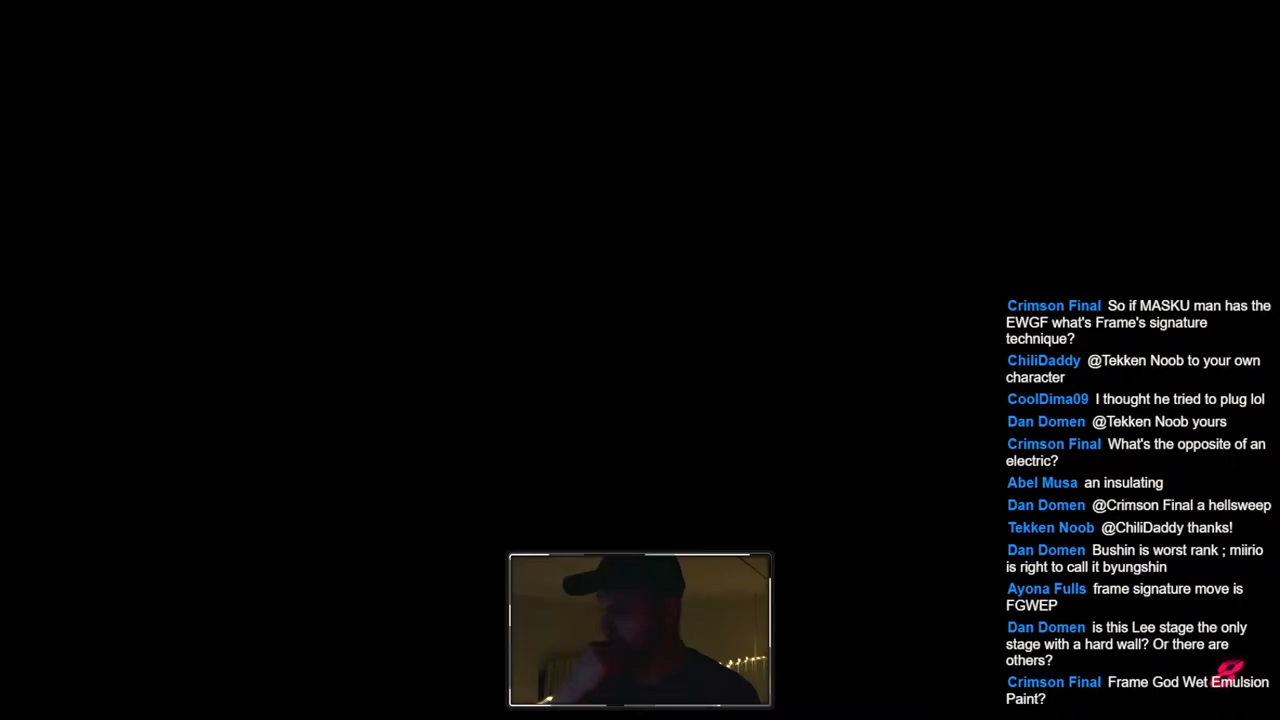 Crimson Final So if MASKU man has the
EWGF what's Frame's signature
technique?
ChiliDaddy @Tekken Noob to your own
character
CoolDima09 I thought he tried to plug lol
Dan Domen @Tekken Noob yours
Crimson Final What's the opposite of an
electric?
Abel Musa an insulating
Dan Domen @Crimson Final a hellsweep
Tekken Noob @ChiliDaddy thanks!
Dan Domen Bushin is worst rank ; miirio
is right to call it byungshin
Ayona Fulls frame signature move is
FGWEP
Dan Domen is this Lee stage the only
stage with a hard wall? Or there are
others?
Crimson Final Frame God Wet Emulsion
Paint?